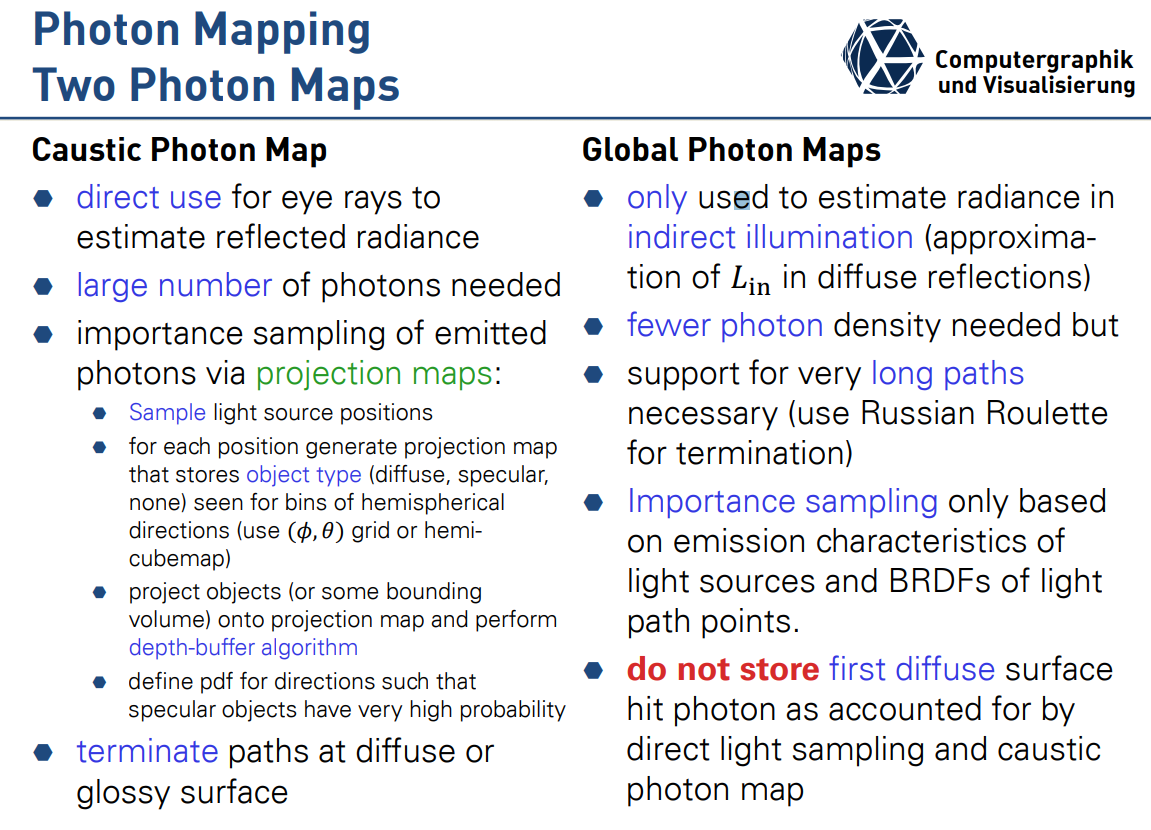 Photon Mapping
Two Photon Maps
Computergraphik
und Visualisierung
Caustic Photon Map
direct use for eye rays to
estimate reflected radiance
large number of photons needed
importance sampling of emitted
photons via projection maps:
Sample light source positions
for each position generate projection map
that stores object type (diffuse, specular,
none) seen for bins of hemispherical
directions (use (ϕ,θ) grid or hemi-
cubemap)
project objects (or some bounding
volume) onto projection map and perform
depth-buffer algorithm
define pdf for directions such that
specular objects have very high probability
terminate paths at diffuse or
glossy surface
Global Photon Maps
only used to estimate radiance in
indirect illumination (approxima-
tion of L_in in diffuse reflections)
fewer photon density needed but
support for very long paths
necessary (use Russian Roulette
for termination)
Importance sampling only based
on emission characteristics of
light sources and BRDFs of light
path points.
do not store first diffuse surface
hit photon as accounted for by
direct light sampling and caustic
photon map